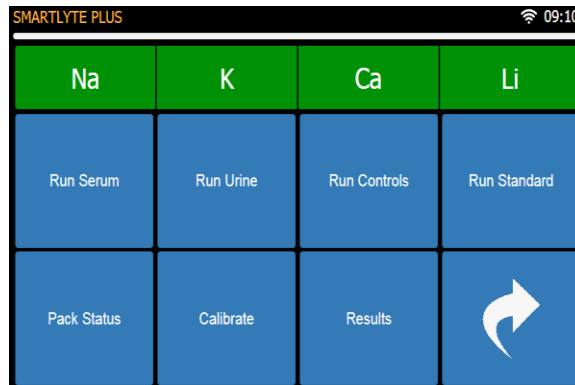 SMARTLYTE PLUS 09:10
Na K Ca Li
Run Serum Run Urine Run Controls Run Standard
Pack Status Calibrate Results